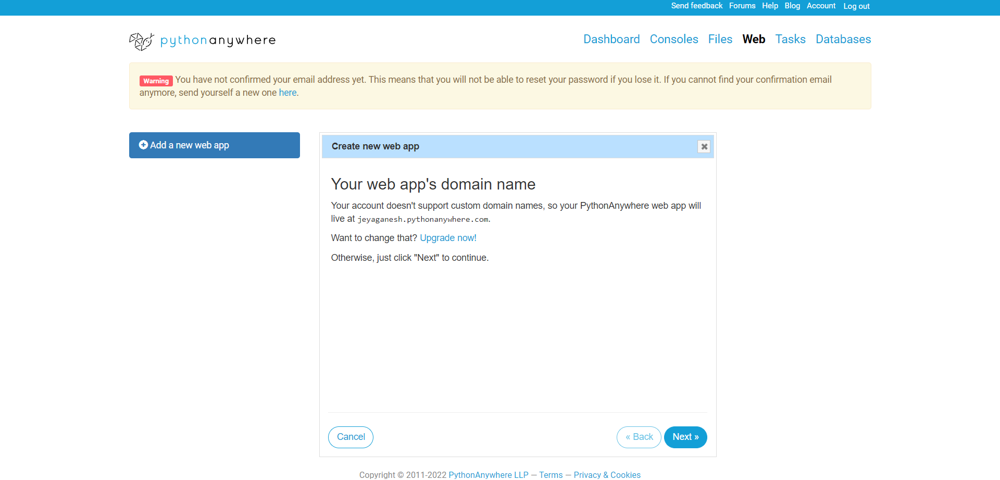 Send feedback Forums Help Blog Account Log out
pythonanywhere
Dashboard Consoles Files Web Tasks Databases
Warning You have not confirmed your email address yet. This means that you will not be able to reset your password if you lose it. If you cannot find your confirmation email
anymore, send yourself a new one here.
Add a new web app
Create new web app
Your web app's domain name
Your account doesn't support custom domain names, so your PythonAnywhere web app will
live at jeyaganesh.pythonanywhere.com.
Want to change that? Upgrade now!
Otherwise, just click "Next" to continue.
Cancel
« Back Next »
Copyright © 2011-2022 PythonAnywhere LLP — Terms — Privacy & Cookies